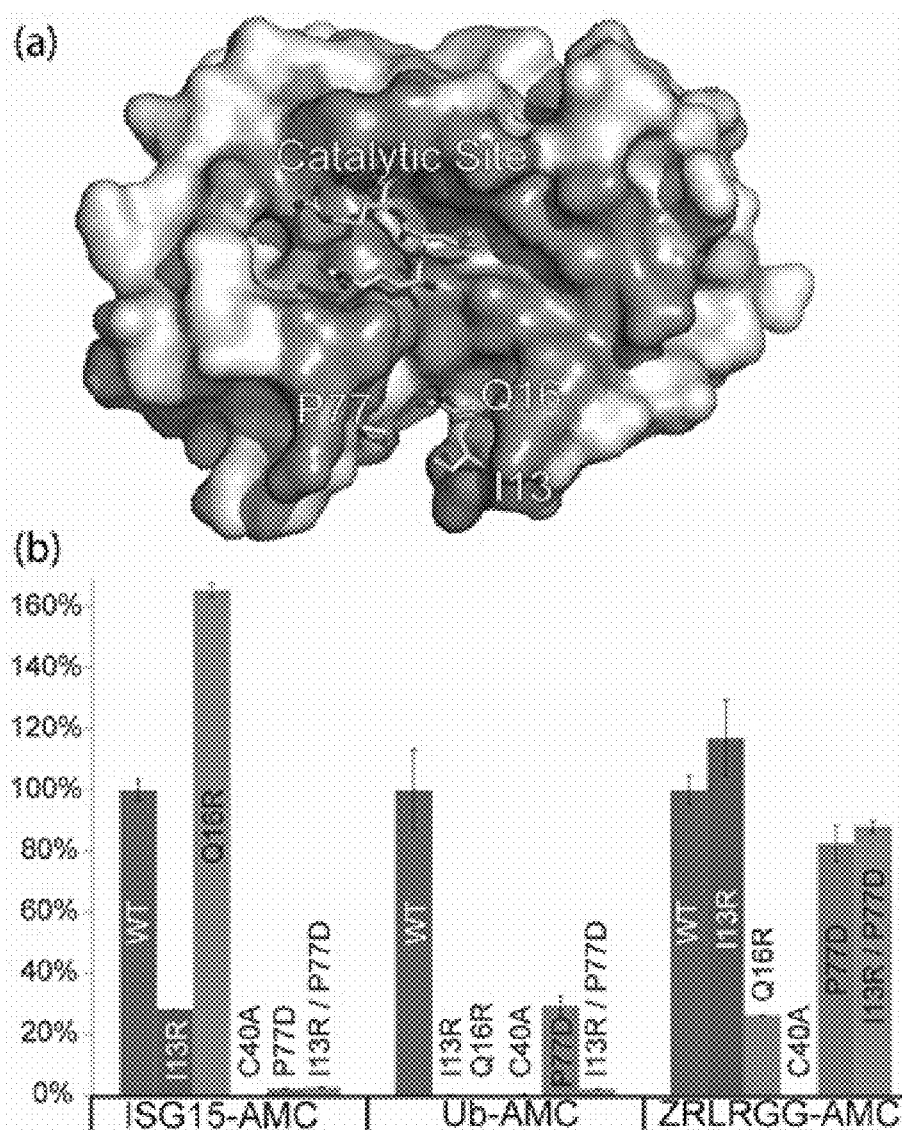 (a)
Catalytic Site
P77
Q16
I13
(b)
160%
140%
120%
100%
80%
60%
40%
20%
0%
WT
I13R
Q16R
C40A
P77D
I13R / P77D
WT
I13R
Q16R
C40A
P77D
I13R / P77D
WT
I13R
Q16R
C40A
P77D
I13R / P77D
ISG15-AMC
Ub-AMC
ZRLRGG-AMC